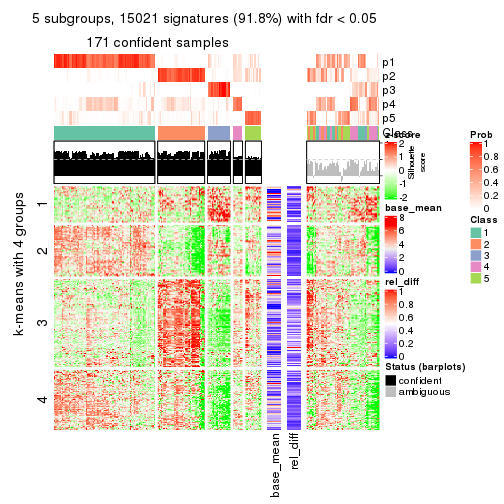 5 subgroups, 15021 signatures (91.8%) with fdr < 0.05
171 confident samples
p1
p2
p3
p4
p5
Class
z-score
2
1
0
-1
-2
Silhouette
score
Prob
1
0.8
0.6
0.4
0.2
0
base_mean
8
6
4
2
0
Class
1
2
3
4
5
rel_diff
1
0.8
0.6
0.4
0.2
0
Status (barplots)
confident
ambiguous
k-means with 4 groups
1
2
3
4
base_mean
rel_diff